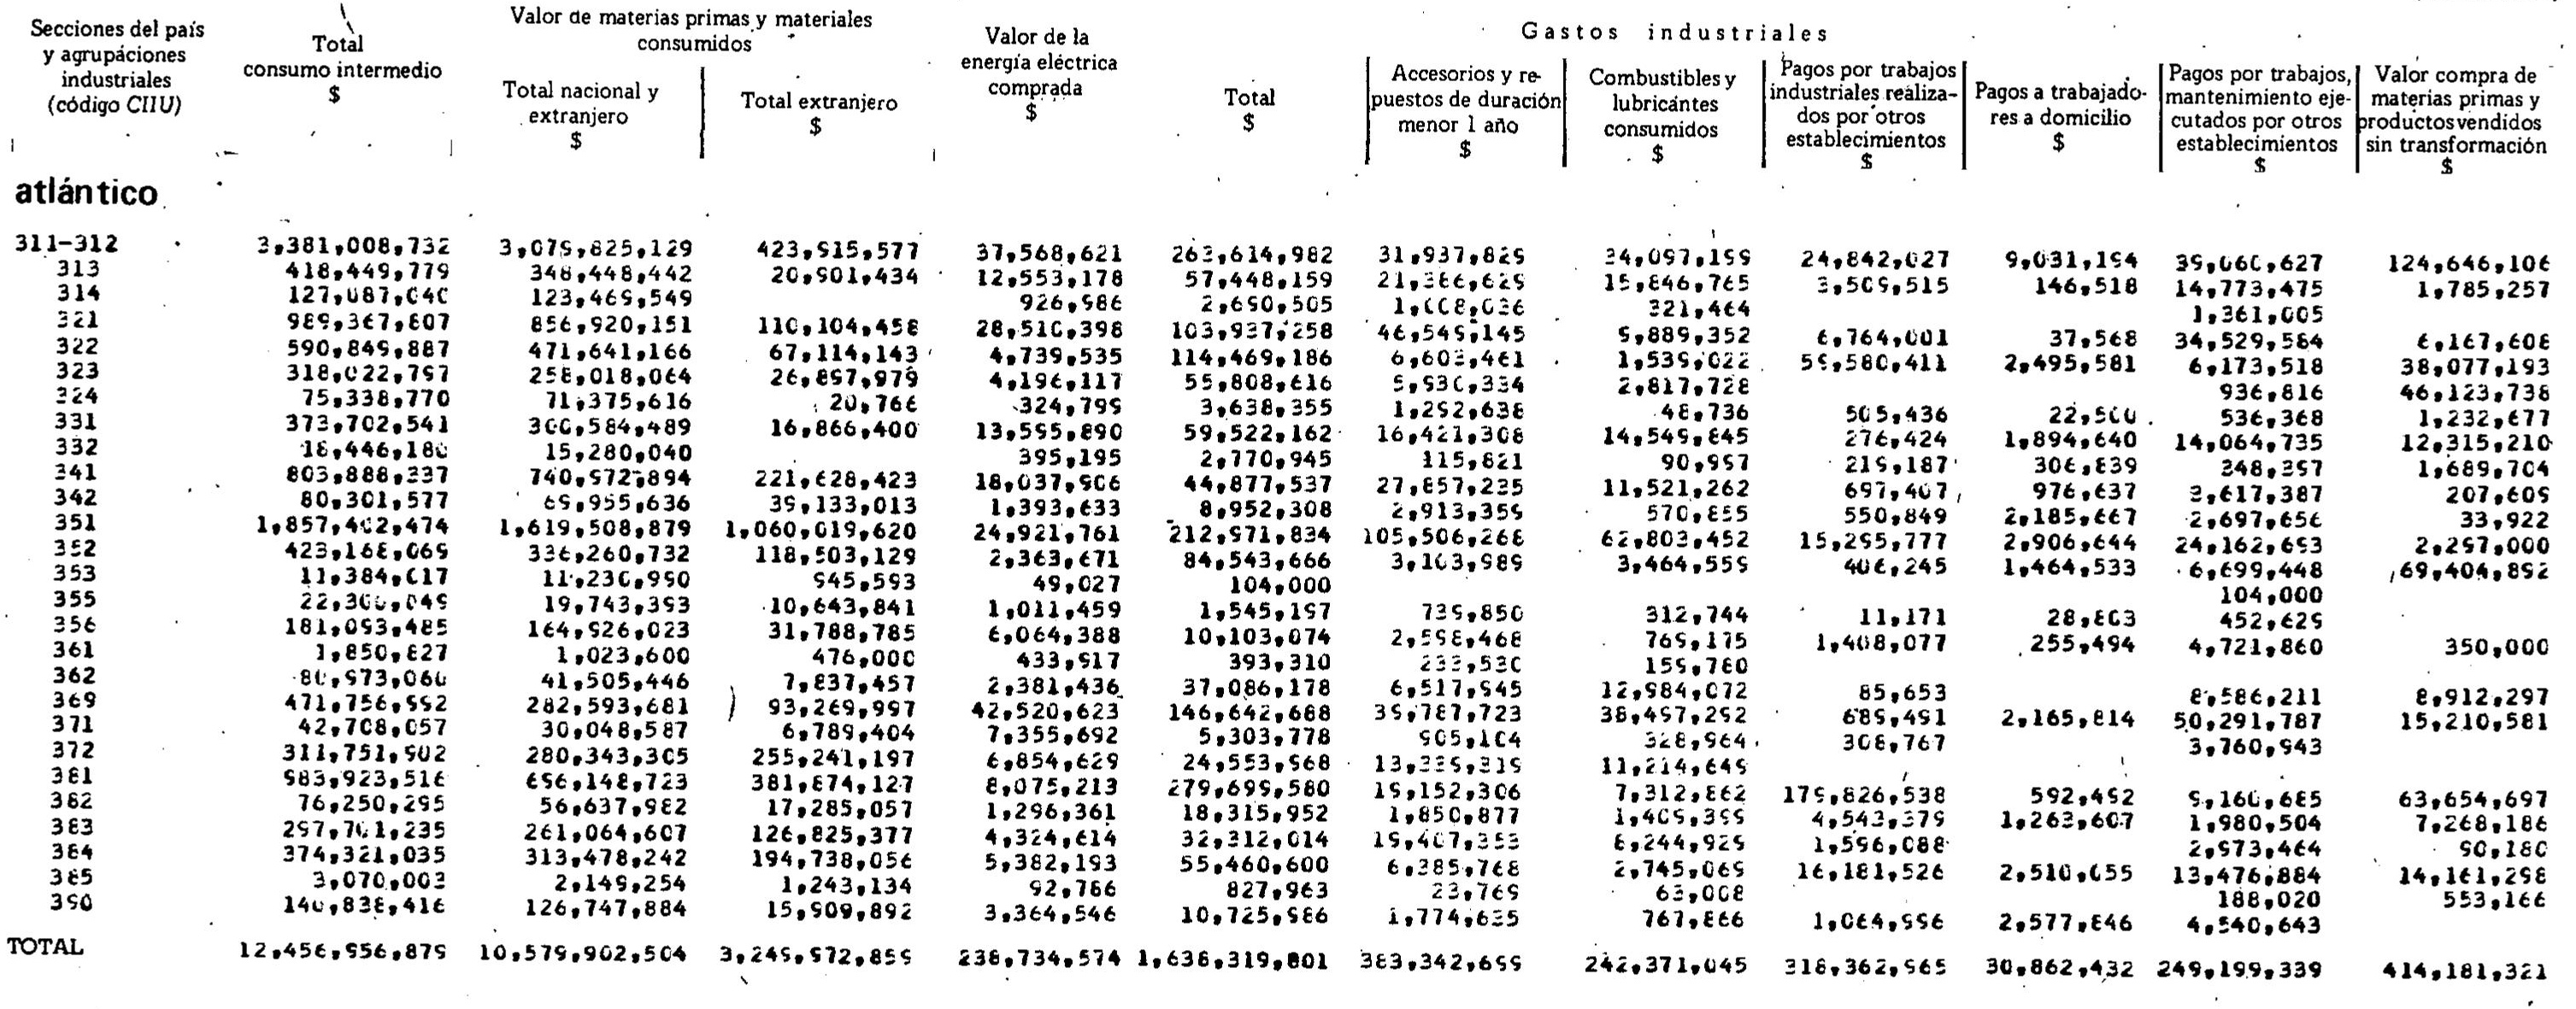 Secciones del país
y agrupáciones
industriales
(código CIIU)
Total
consumo intermedio
$
Valor de materias primas y materiales
consumidos
Total nacional y
extranjero
$
Total extranjero
$
Valor de la
energía eléctrica
comprada
$
Gastos industriales
Total
$
Accesorios y re-
puestos de duración
menor 1 año
$
Combustibles y
lubricantes
consumidos
$
Pagos por trabajos
industriales realiza-
dos por otros
establecimientos
$
Pagos a trabajado-
res a domicilio
$
Pagos por trabajos,
mantenimiento eje-
cutados por otros
establecimientos
$
Valor compra de
materias primas y
productos vendidos
sin transformación
$
atlántico
311-312 3,381,008,732 3,079,825,129 423,915,577 37,568,621 263,614,982 31,937,829 34,097,199 24,842,027 9,031,194 39,060,627 124,646,106
313 418,449,779 348,448,442 20,901,434 12,553,178 57,448,159 21,386,629 15,846,765 3,509,515 146,518 14,773,475 1,785,257
314 127,087,040 123,469,549 926,986 2,690,505 1,008,036 321,464 1,361,005
321 989,367,807 856,920,151 110,104,458 28,510,398 103,937,258 46,549,145 9,889,352 6,764,001 37,568 34,529,584 6,167,608
322 590,849,887 471,641,166 67,114,143 4,739,535 114,469,186 6,603,461 1,539,022 59,580,411 2,495,581 6,173,518 38,077,193
323 318,022,797 258,018,064 26,897,979 4,196,117 55,808,616 5,930,334 2,817,728 936,816 46,123,738
324 75,338,770 71,375,616 20,766 324,799 3,638,355 1,292,638 48,736 505,436 22,500 536,368 1,232,677
331 373,702,541 300,584,489 16,866,400 13,595,890 59,522,162 16,421,308 14,549,845 276,424 1,894,640 14,064,735 12,315,210
332 18,446,180 15,280,040 395,195 2,770,945 115,821 90,997 219,187 306,839 348,397 1,689,704
341 803,888,337 740,972,894 221,628,423 18,037,906 44,877,537 27,857,235 11,521,262 697,407 976,637 3,617,387 207,609
342 80,301,577 69,955,636 39,133,013 1,393,633 8,952,308 2,913,359 570,855 550,849 2,185,667 2,697,656 33,922
351 1,857,402,474 1,619,508,879 1,060,019,620 24,921,761 212,971,834 105,506,268 62,803,452 15,295,777 2,906,644 24,162,693 2,297,000
352 423,168,069 336,260,732 118,503,129 2,363,671 84,543,666 3,103,989 3,464,559 406,245 1,464,533 6,699,448 69,404,892
353 11,384,017 11,230,990 945,593 49,027 104,000 104,000
355 22,300,049 19,743,393 10,643,841 1,011,459 1,545,197 739,850 312,744 11,171 28,803 452,629
356 181,093,485 164,926,023 31,788,785 6,064,388 10,103,074 2,598,468 769,175 1,408,077 255,494 4,721,860 350,000
361 1,850,827 1,023,600 476,000 433,917 393,310 233,530 159,780
362 80,973,060 41,505,446 7,837,457 2,381,436 37,086,178 6,517,945 12,984,072 85,653 8,586,211 8,912,297
369 471,756,992 282,593,681 93,269,997 42,520,623 146,642,688 39,787,723 38,497,292 689,491 2,165,814 50,291,787 15,210,581
371 42,708,057 30,048,587 6,789,404 7,355,692 5,303,778 905,104 328,964 308,767 3,760,943
372 311,751,902 280,343,305 255,241,197 6,854,629 24,553,968 13,339,319 11,214,649
381 983,923,516 696,148,723 381,874,127 8,075,213 279,699,580 19,152,306 7,312,862 179,826,538 592,492 9,160,685 63,654,697
382 76,250,295 56,637,982 17,285,057 1,296,361 18,315,952 1,850,877 1,409,399 4,543,379 1,263,607 1,980,504 7,268,186
383 297,701,235 261,064,607 126,825,377 4,324,614 32,312,014 19,407,353 8,244,929 1,596,088 2,973,464 90,180
384 374,321,035 313,478,242 194,738,056 5,382,193 55,460,600 6,385,768 2,745,069 16,181,526 2,510,055 13,476,884 14,161,298
385 3,070,003 2,149,254 1,243,134 92,786 827,963 23,769 63,008 188,020 553,166
390 140,838,416 126,747,884 15,909,892 3,364,546 10,725,986 1,774,635 767,866 1,064,996 2,577,846 4,540,643
TOTAL 12,456,956,879 10,579,902,504 3,249,972,859 238,734,574 1,638,319,801 383,342,699 242,371,045 318,362,965 30,862,432 249,199,339 414,181,321